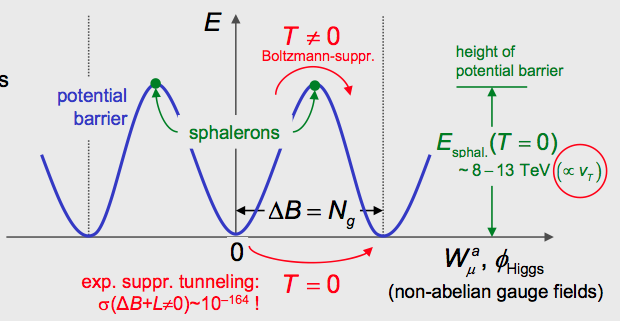 E
T ≠ 0
Boltzmann-suppr.
height of
potential barrier
s
potential
barrier
sphalerons
E_sphal.(T = 0)
~ 8 – 13 TeV (∝ v_T)
ΔB = N_g
0
W^a_μ, ϕ_Higgs
(non-abelian gauge fields)
exp. suppr. tunneling:
σ(ΔB+L≠0)~10^–164 !
T = 0